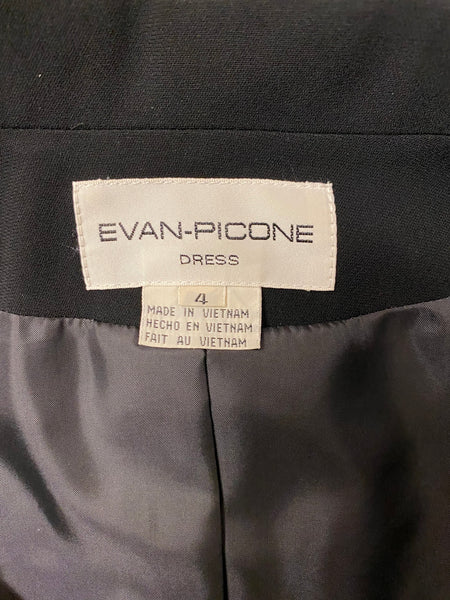 EVAN-PICONE
DRESS
4
MADE IN VIETNAM
HECHO EN VIETNAM
FAIT AU VIETNAM